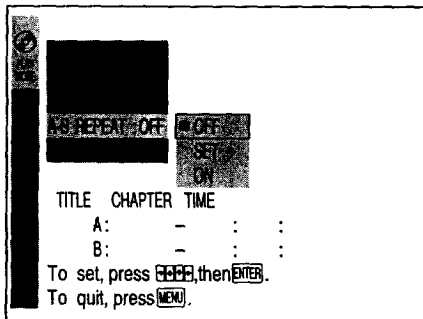 A-B REPEAT OFF ■ OFF
SET
ON
TITLE CHAPTER TIME
A: – : :
B: – : :
To set, press ,then ENTER.
To quit, press MENU.